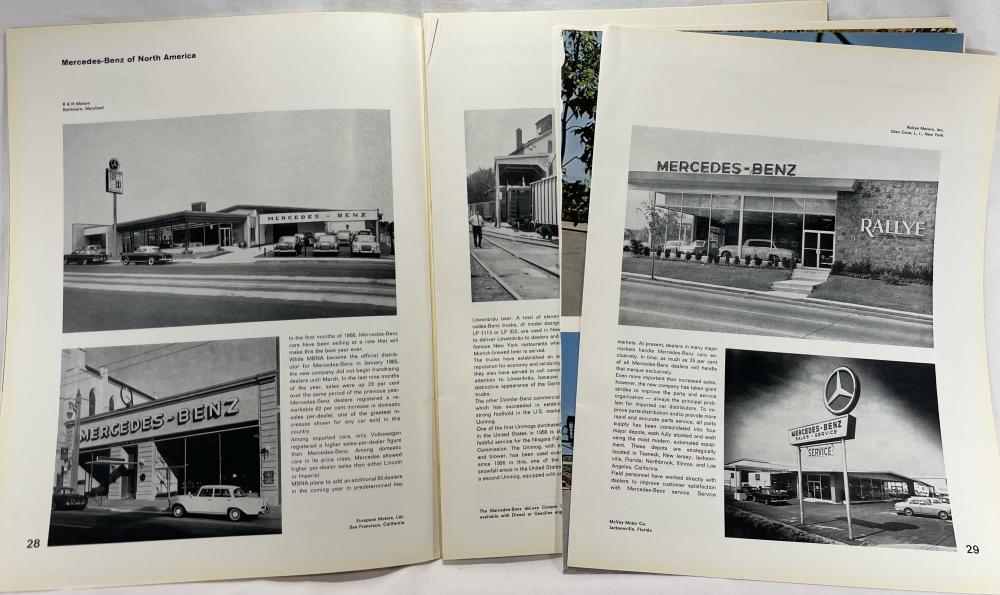 Mercedes-Benz of North America
R & H Motors
Baltimore, Maryland
MERCEDES - BENZ
In the first months of 1966, Mercedes-Benz
cars have been selling at a rate that will
make this the best year ever.
While MBNA became the official distrib-
utor for Mercedes-Benz in January 1965,
the new company did not begin franchising
dealers until March. In the last nine months
of the year, sales were up 23 per cent
over the same period of the previous year.
Mercedes-Benz dealers registered a re-
markable 62 per cent increase in domestic
sales per-dealer, one of the greatest in-
creases shown for any car sold in this
country.
Among imported cars, only Volkswagen
registered a higher sales-per-dealer figure
than Mercedes-Benz. Among domestic
cars in its price class, Mercedes showed
higher per-dealer sales than either Lincoln
or Imperial.
MBNA plans to add an additional 50 dealers
in the coming year in predetermined key
MERCEDES-BENZ
European Motors, Ltd.
San Francisco, California
28
Löwenbräu beer. A total of eleven
cedes-Benz trucks, of model design
LP 1113 or LP 322, are used in New
to deliver Löwenbräu to dealers and
famous New York restaurants whe
Munich-brewed beer is served.
The trucks have established an e
reputation for economy and reliability
they also have served to call consi
attention to Löwenbräu, because
distinctive appearance of the Germ
trucks.
The other Daimler-Benz commercial
which has succeeded in establis
strong foothold in the U.S. marke
Unimog.
One of the first Unimogs purchased
in the United States in 1956 is st
faithful service for the Niagara Fall
Commission. The Unimog, with
and blower, has been used eve
since 1956 in this, one of the
snowfall areas in the United States
a second Unimog, equipped with
The Mercedes-Benz deLuxe Camper
available with Diesel or Gasoline eng
Rallye Motors, Inc.
Glen Cove, L. I., New York
MERCEDES-BENZ
RALLYE
markets. At present, dealers in many major
markets handle Mercedes-Benz cars ex-
clusively. In time, as much as 25 per cent
of all Mercedes-Benz dealers will handle
that marque exclusively.
Even more important than increased sales,
however, the new company has taken giant
strides to improve the parts and service
organization — always the principal prob-
lem for imported car distributors. To im-
prove parts distribution and to provide more
rapid and accurate parts service, all parts
supply has been consolidated into four
major depots, each fully stocked and each
using the most modern, automated equip-
ment. These depots are strategically
located in Teaneck, New Jersey; Jackson-
ville, Florida; Northbrook, Illinois; and Los
Angeles, California.
Field personnel have worked directly with
dealers to improve customer satisfaction
with Mercedes-Benz service. Service
MERCEDES-BENZ
SALES - SERVICE
SERVICE
McVay Motor Co.
Jacksonville, Florida
29